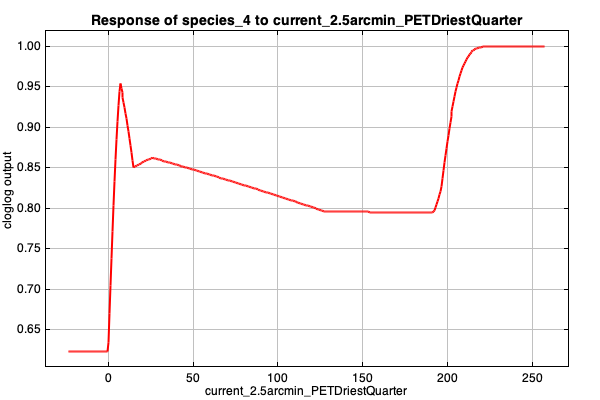 Response of species_4 to current_2.5arcmin_PETDriestQuarter
cloglog output
1.00
0.95
0.90
0.85
0.80
0.75
0.70
0.65
0 50 100 150 200 250
current_2.5arcmin_PETDriestQuarter